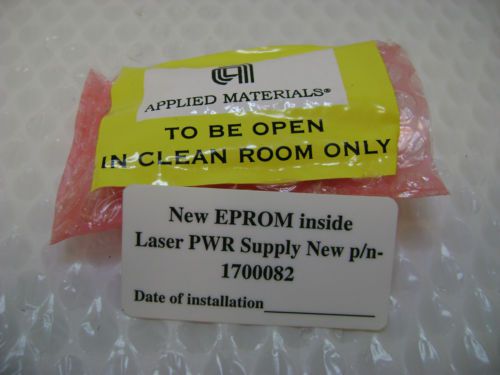 APPLIED MATERIALS®
TO BE OPEN
IN CLEAN ROOM ONLY
New EPROM inside
Laser PWR Supply New p/n-
1700082
Date of installation____________